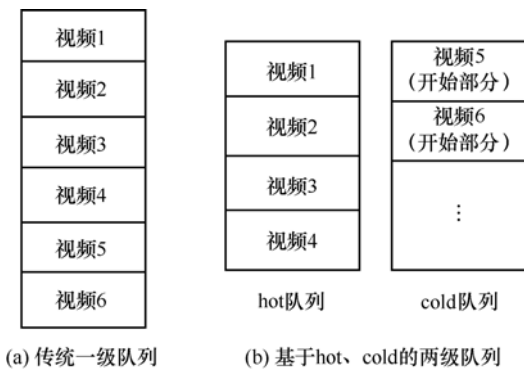 视频1
视频2
视频3
视频4
视频5
视频6
(a) 传统一级队列
视频1
视频2
视频3
视频4
hot队列
视频5
(开始部分)
视频6
(开始部分)
⋮
cold队列
(b) 基于hot、cold的两级队列